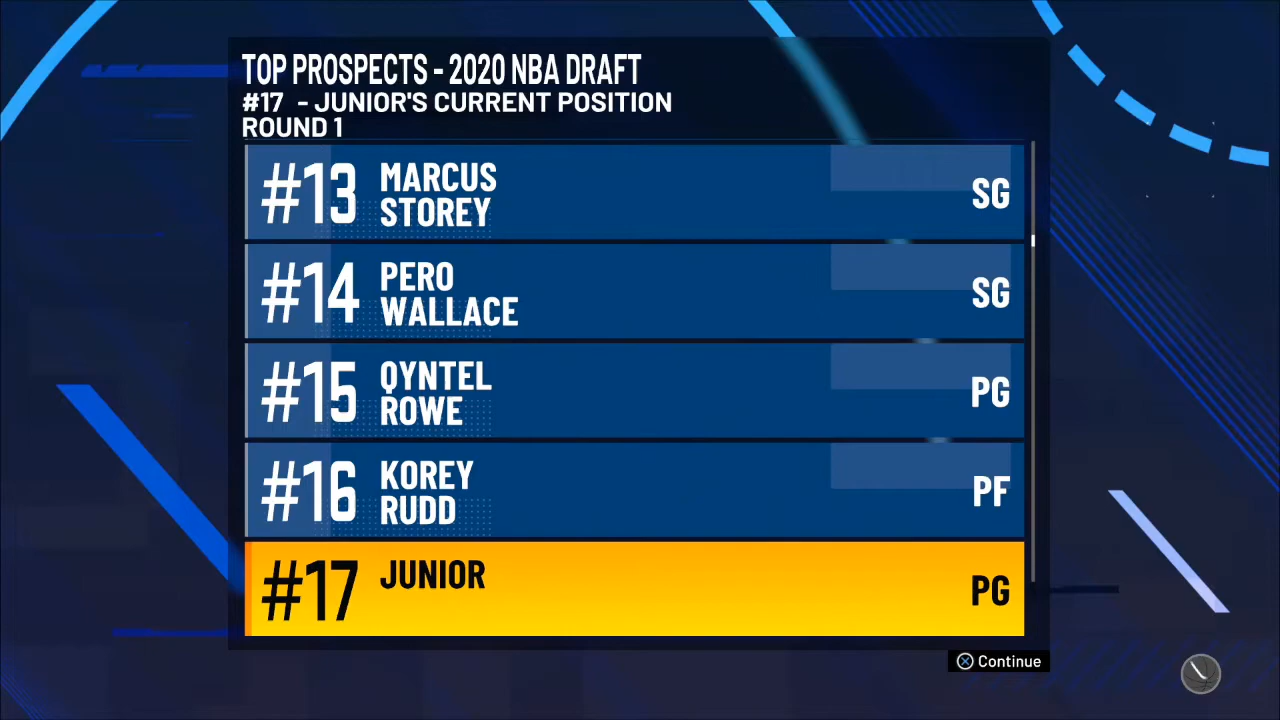 TOP PROSPECTS - 2020 NBA DRAFT
#17 - JUNIOR'S CURRENT POSITION
ROUND 1
#13 MARCUS STOREY SG
#14 PERO WALLACE SG
#15 QYNTEL ROWE PG
#16 KOREY RUDD PF
#17 JUNIOR PG
Continue